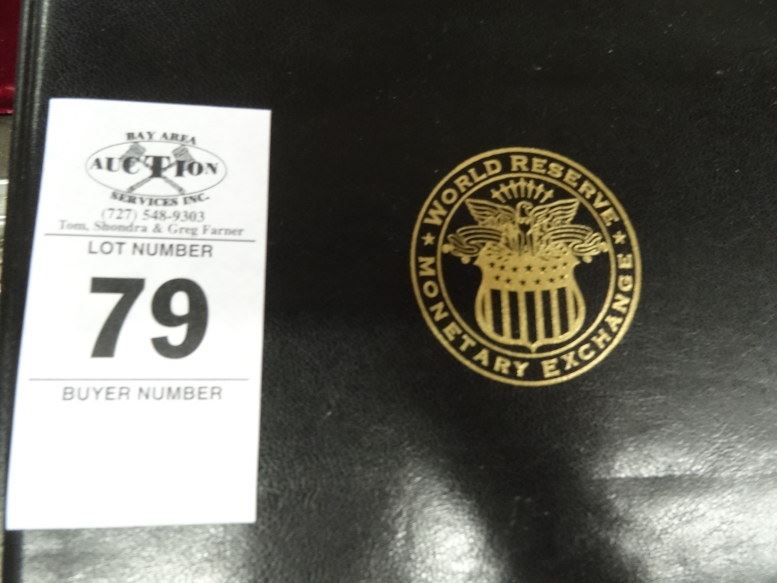 BAY AREA
AUCTION
SERVICES INC.
(727) 548-9303
Tom, Shondra & Greg Farner
LOT NUMBER
79
BUYER NUMBER
WORLD RESERVE
★ MONETARY EXCHANGE ★